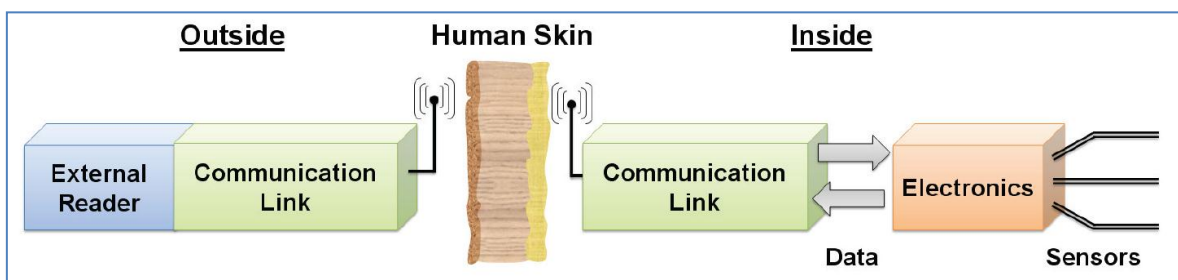 Outside
Human Skin
Inside
External
Reader
Communication
Link
Communication
Link
Electronics
Data
Sensors